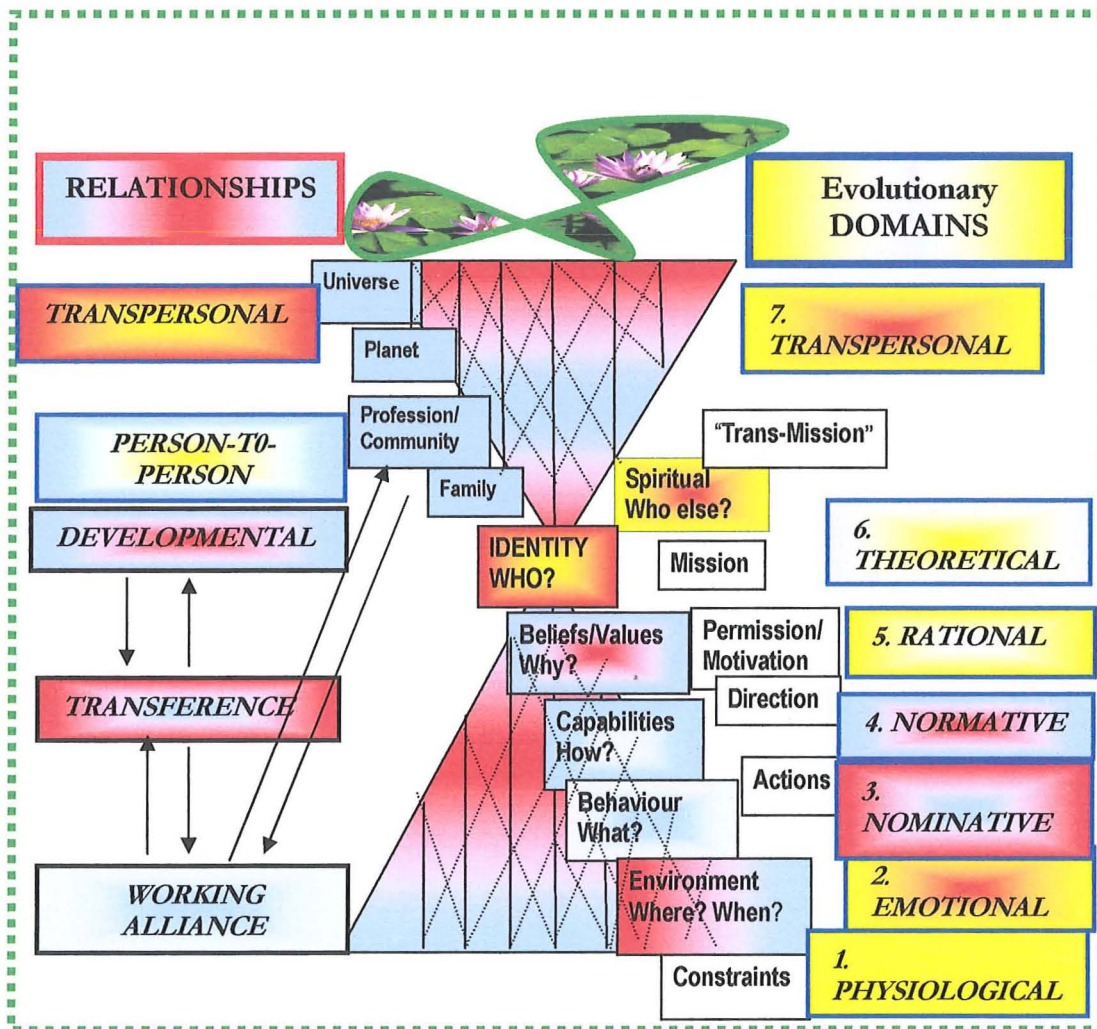 RELATIONSHIPS
Evolutionary
DOMAINS
Universe
TRANSPERSONAL
7.
TRANSPERSONAL
Planet
Profession/
Community
PERSON-T0-
PERSON
"Trans-Mission"
Family
Spiritual
Who else?
DEVELOPMENTAL
IDENTITY
WHO?
Mission
6.
THEORETICAL
Beliefs/Values
Why?
Permission/
Motivation
5. RATIONAL
TRANSFERENCE
Direction
Capabilities
How?
4. NORMATIVE
Actions
Behaviour
What?
3.
NOMINATIVE
Environment
Where? When?
2.
EMOTIONAL
WORKING
ALLIANCE
Constraints
1.
PHYSIOLOGICAL